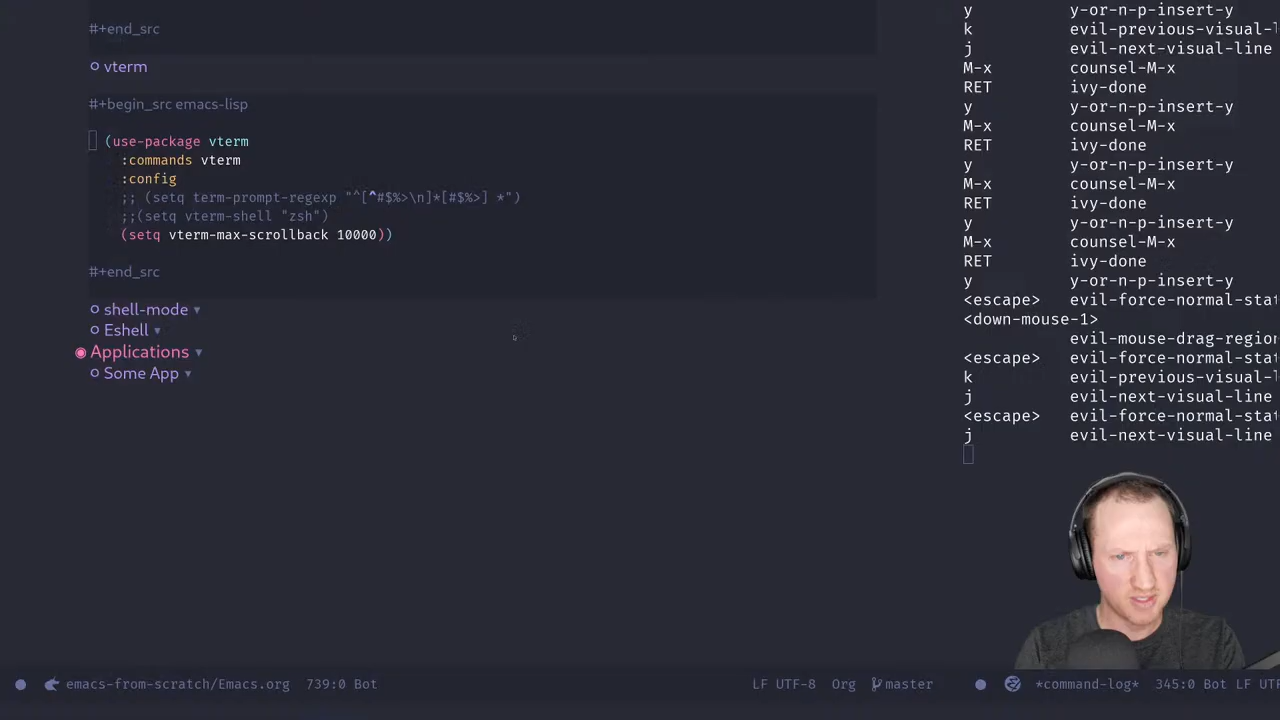 #+end_src
vterm
#+begin_src emacs-lisp
(use-package vterm
:commands vterm
:config
;; (setq term-prompt-regexp "^[^#$%>\n]*[#$%>] *")
;;(setq vterm-shell "zsh")
(setq vterm-max-scrollback 10000))
#+end_src
shell-mode ▾
Eshell ▾
Applications ▾
Some App ▾
y y-or-n-p-insert-y
k evil-previous-visual-l
j evil-next-visual-line
M-x counsel-M-x
RET ivy-done
y y-or-n-p-insert-y
M-x counsel-M-x
RET ivy-done
y y-or-n-p-insert-y
M-x counsel-M-x
RET ivy-done
y y-or-n-p-insert-y
M-x counsel-M-x
RET ivy-done
y y-or-n-p-insert-y
<escape> evil-force-normal-stat
<down-mouse-1>
evil-mouse-drag-region
<escape> evil-force-normal-stat
k evil-previous-visual-l
j evil-next-visual-line
<escape> evil-force-normal-stat
j evil-next-visual-line
emacs-from-scratch/Emacs.org 739:0 Bot LF UTF-8 Org master
*command-log* 345:0 Bot LF UTF